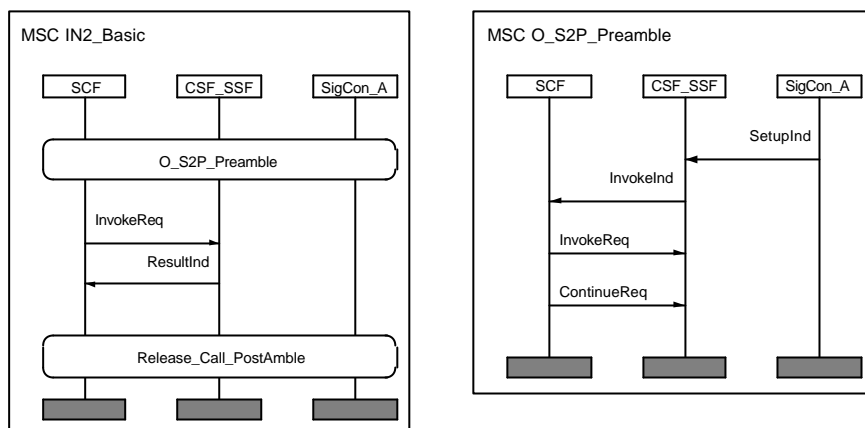 MSC IN2_Basic
SCF
CSF_SSF
SigCon_A
O_S2P_Preamble
InvokeReq
ResultInd
Release_Call_PostAmble
MSC O_S2P_Preamble
SCF
CSF_SSF
SigCon_A
SetupInd
InvokeInd
InvokeReq
ContinueReq